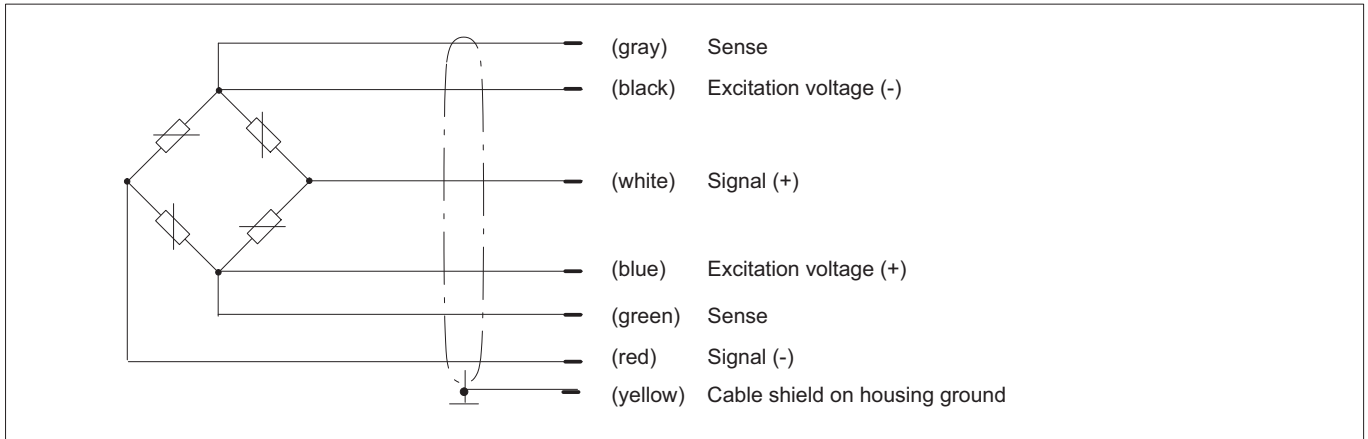 (gray) Sense
(black) Excitation voltage (-)
(white) Signal (+)
(blue) Excitation voltage (+)
(green) Sense
(red) Signal (-)
(yellow) Cable shield on housing ground